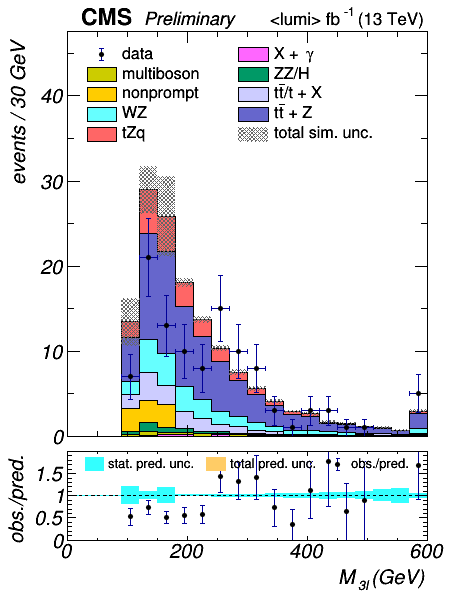 CMS Preliminary <lumi> fb⁻¹ (13 TeV)
events / 30 GeV
40
30
20
10
0
data
multiboson
nonprompt
WZ
tZq
X + γ
ZZ/H
tt̄/t + X
tt̄ + Z
total sim. unc.
obs./pred.
1.5
1
0.5
0
stat. pred. unc. total pred. unc. obs./pred.
0 200 400 600
M₃ₗ (GeV)